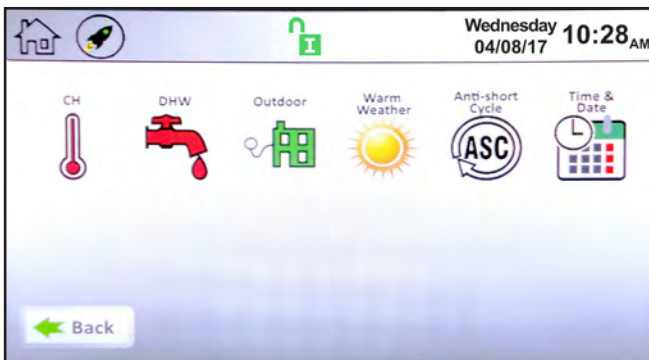 I
Wednesday
04/08/17
10:28AM
CH
DHW
Outdoor
Warm
Weather
Anti-short
Cycle
Time &
Date
ASC
Back